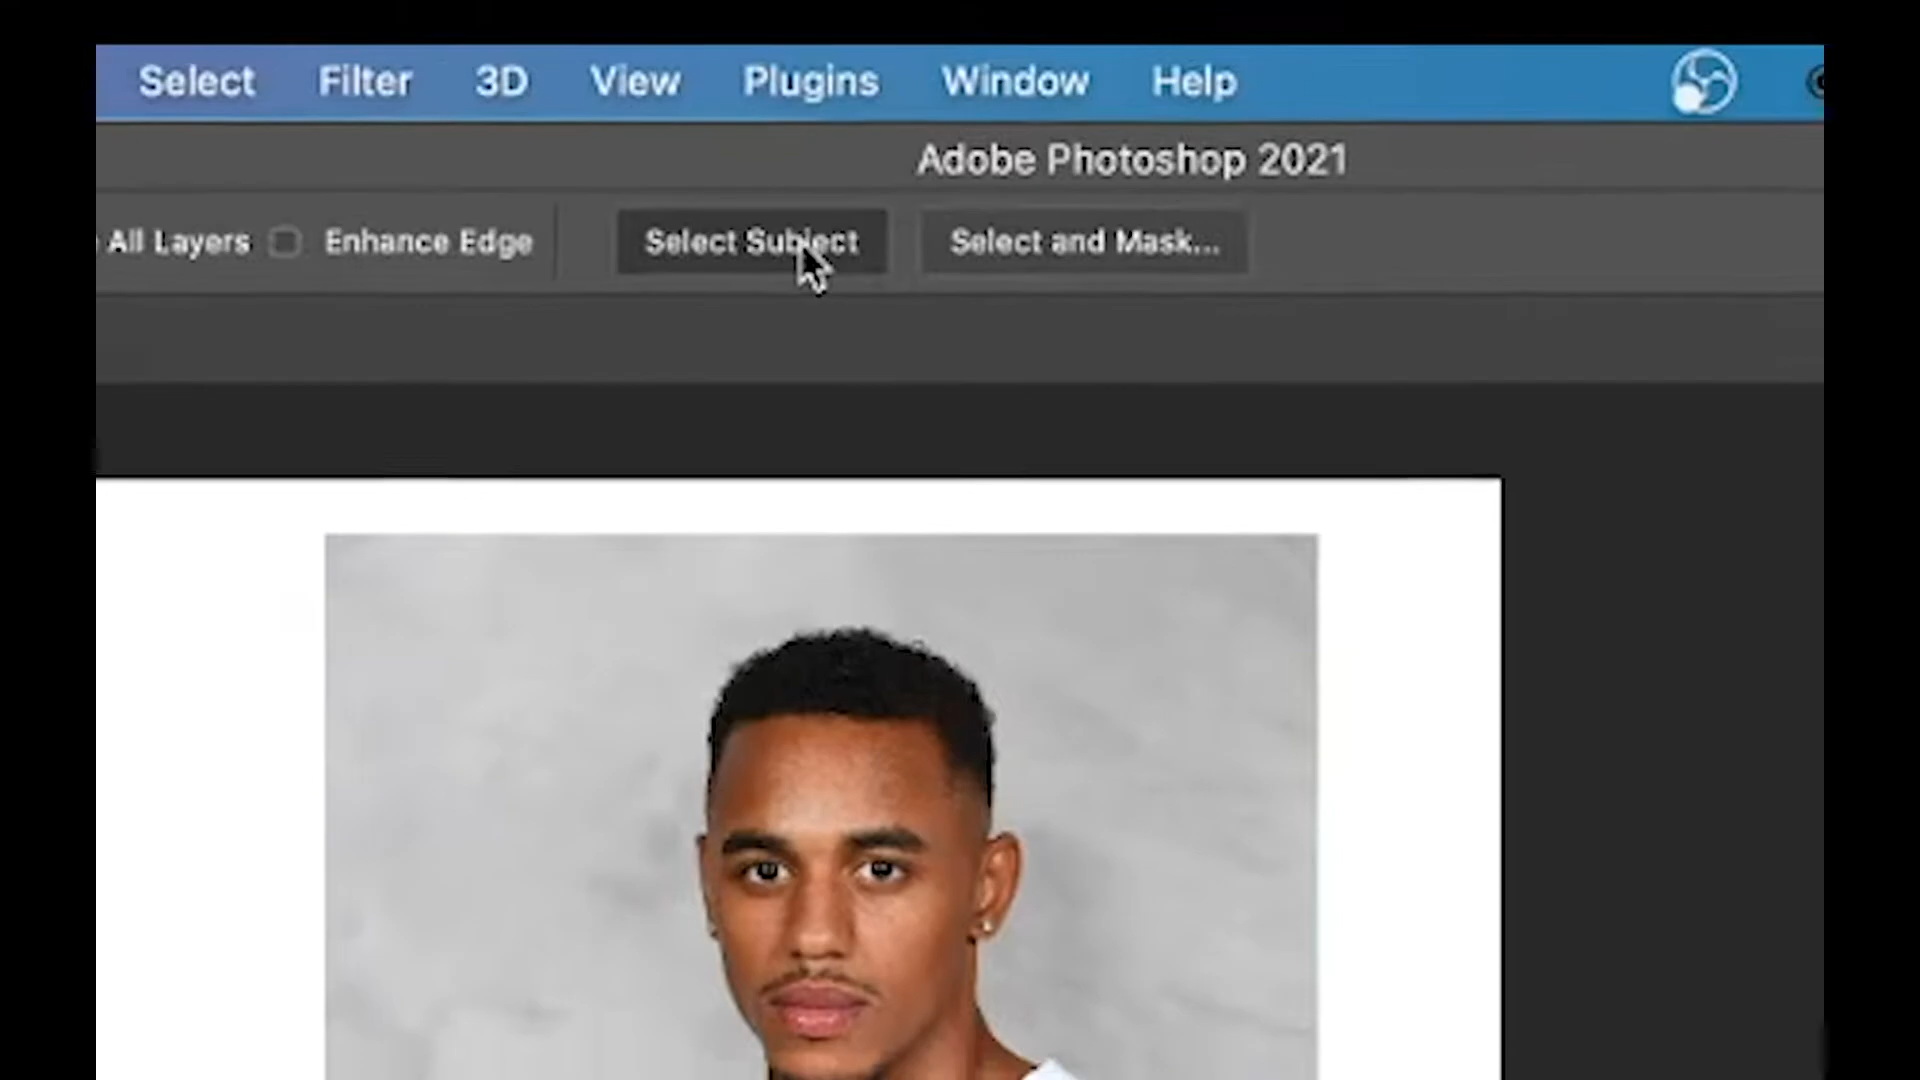 Select Filter 3D View Plugins Window Help
Adobe Photoshop 2021
All Layers Enhance Edge Select Subject Select and Mask...